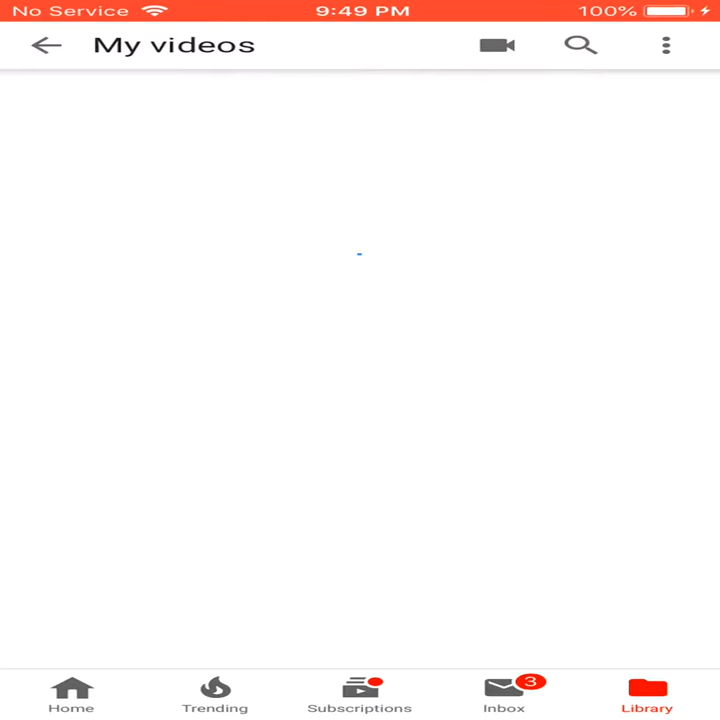 No Service 9:49 PM 100%
My videos
3
Home Trending Subscriptions Inbox Library